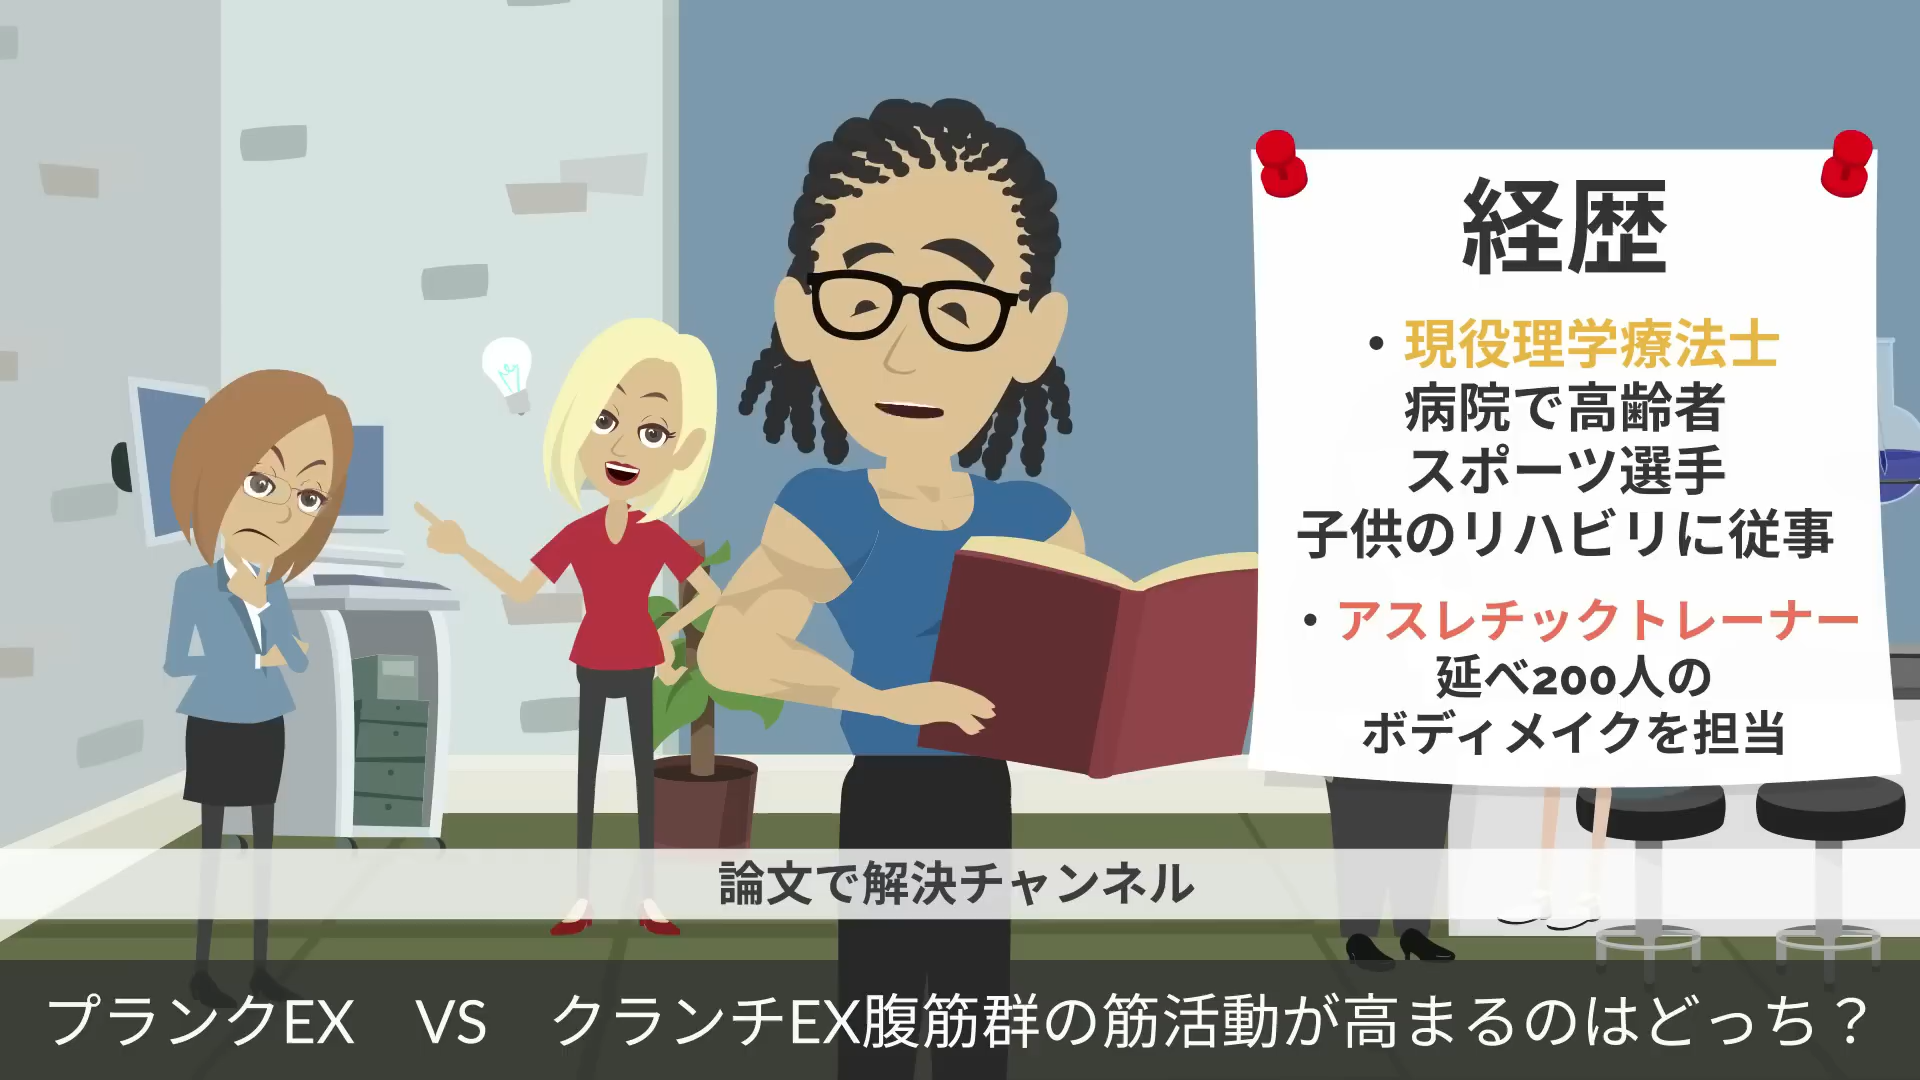 経歴
・現役理学療法士
病院で高齢者
スポーツ選手
子供のリハビリに従事
・アスレチックトレーナー
延べ200人の
ボディメイクを担当
論文で解決チャンネル
プランクEX　VS　クランチEX腹筋群の筋活動が高まるのはどっち？